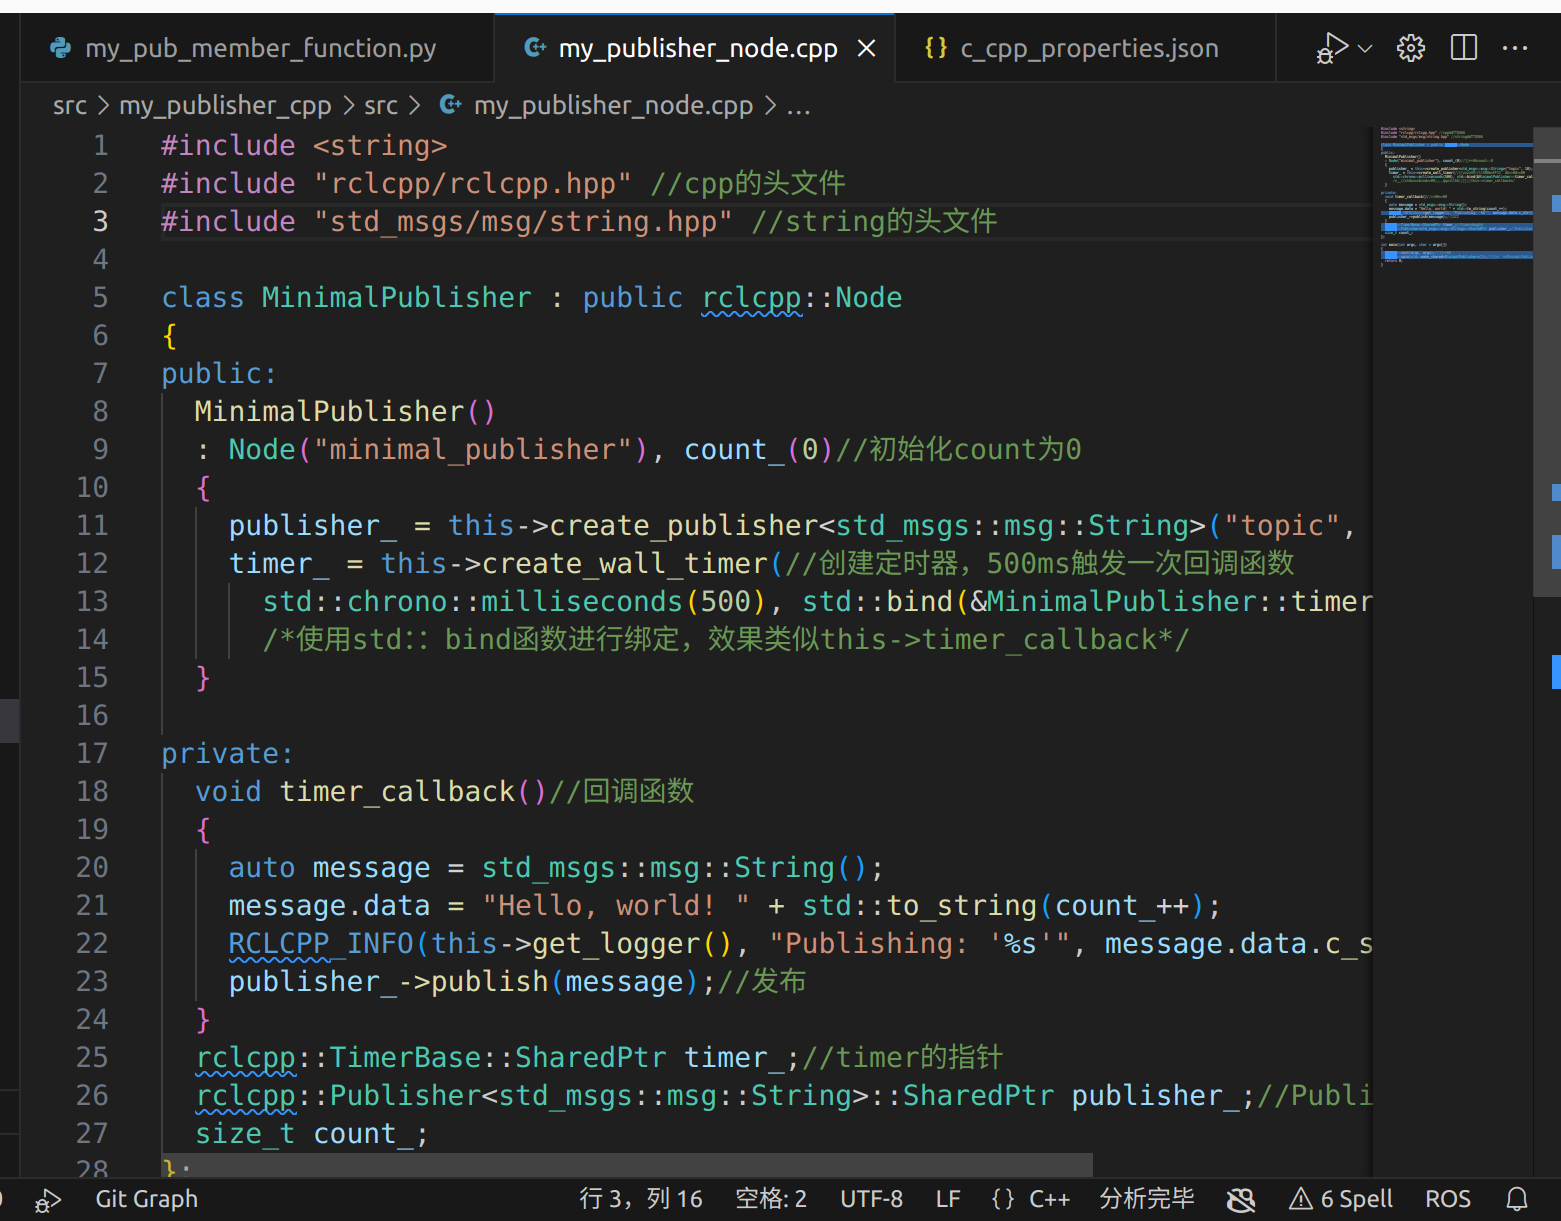 my_pub_member_function.py my_publisher_node.cpp c_cpp_properties.json
src > my_publisher_cpp > src > my_publisher_node.cpp > ...
1 #include <string>
2 #include "rclcpp/rclcpp.hpp" //cpp的头文件
3 #include "std_msgs/msg/string.hpp" //string的头文件
4
5 class MinimalPublisher : public rclcpp::Node
6 {
7 public:
8 MinimalPublisher()
9 : Node("minimal_publisher"), count_(0)//初始化count为0
10 {
11 publisher_ = this->create_publisher<std_msgs::msg::String>("topic",
12 timer_ = this->create_wall_timer(//创建定时器，500ms触发一次回调函数
13 std::chrono::milliseconds(500), std::bind(&MinimalPublisher::timer
14 /*使用std：：bind函数进行绑定，效果类似this->timer_callback*/
15 }
16
17 private:
18 void timer_callback()//回调函数
19 {
20 auto message = std_msgs::msg::String();
21 message.data = "Hello, world! " + std::to_string(count_++);
22 RCLCPP_INFO(this->get_logger(), "Publishing: '%s'", message.data.c_s
23 publisher_->publish(message);//发布
24 }
25 rclcpp::TimerBase::SharedPtr timer_;//timer的指针
26 rclcpp::Publisher<std_msgs::msg::String>::SharedPtr publisher_;//Publi
27 size_t count_;
28 };
Git Graph 行 3，列 16 空格: 2 UTF-8 LF {} C++ 分析完毕 6 Spell ROS